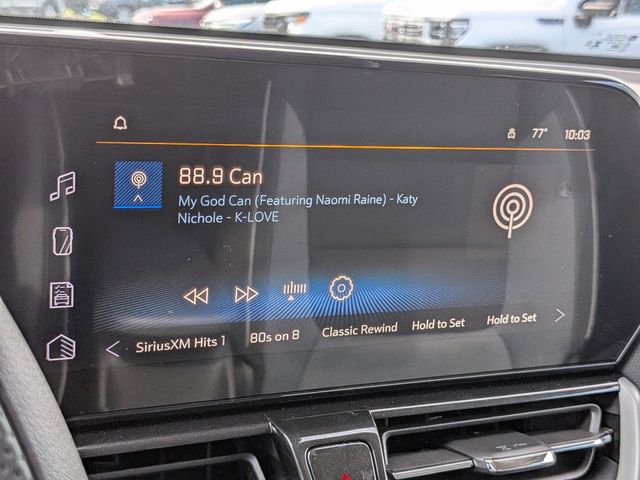 77° 10:03
88.9 Can
My God Can (Featuring Naomi Raine) - Katy
Nichole - K-LOVE
SiriusXM Hits 1 80s on 8 Classic Rewind Hold to Set Hold to Set